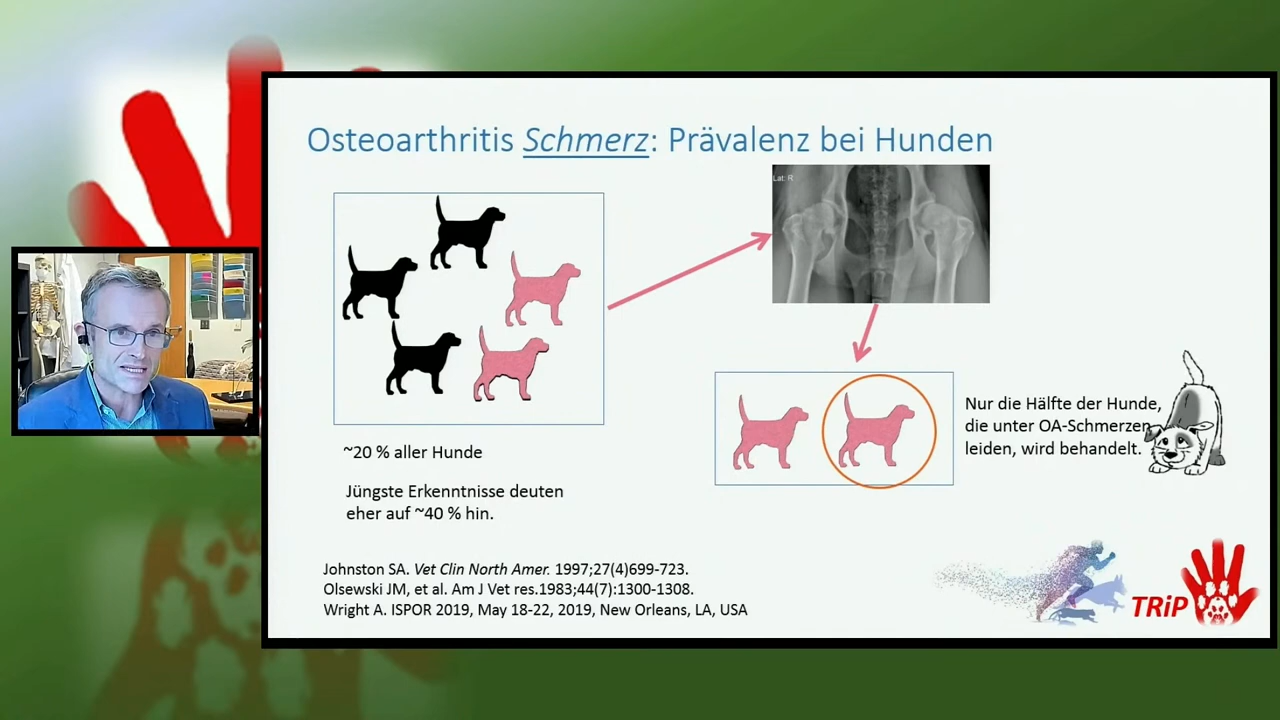 Osteoarthritis Schmerz: Prävalenz bei Hunden
Lat: R
~20 % aller Hunde
Jüngste Erkenntnisse deuten
eher auf ~40 % hin.
Nur die Hälfte der Hunde,
die unter OA-Schmerzen
leiden, wird behandelt.
Johnston SA. Vet Clin North Amer. 1997;27(4)699-723.
Olsewski JM, et al. Am J Vet res.1983;44(7):1300-1308.
Wright A. ISPOR 2019, May 18-22, 2019, New Orleans, LA, USA
TRiP